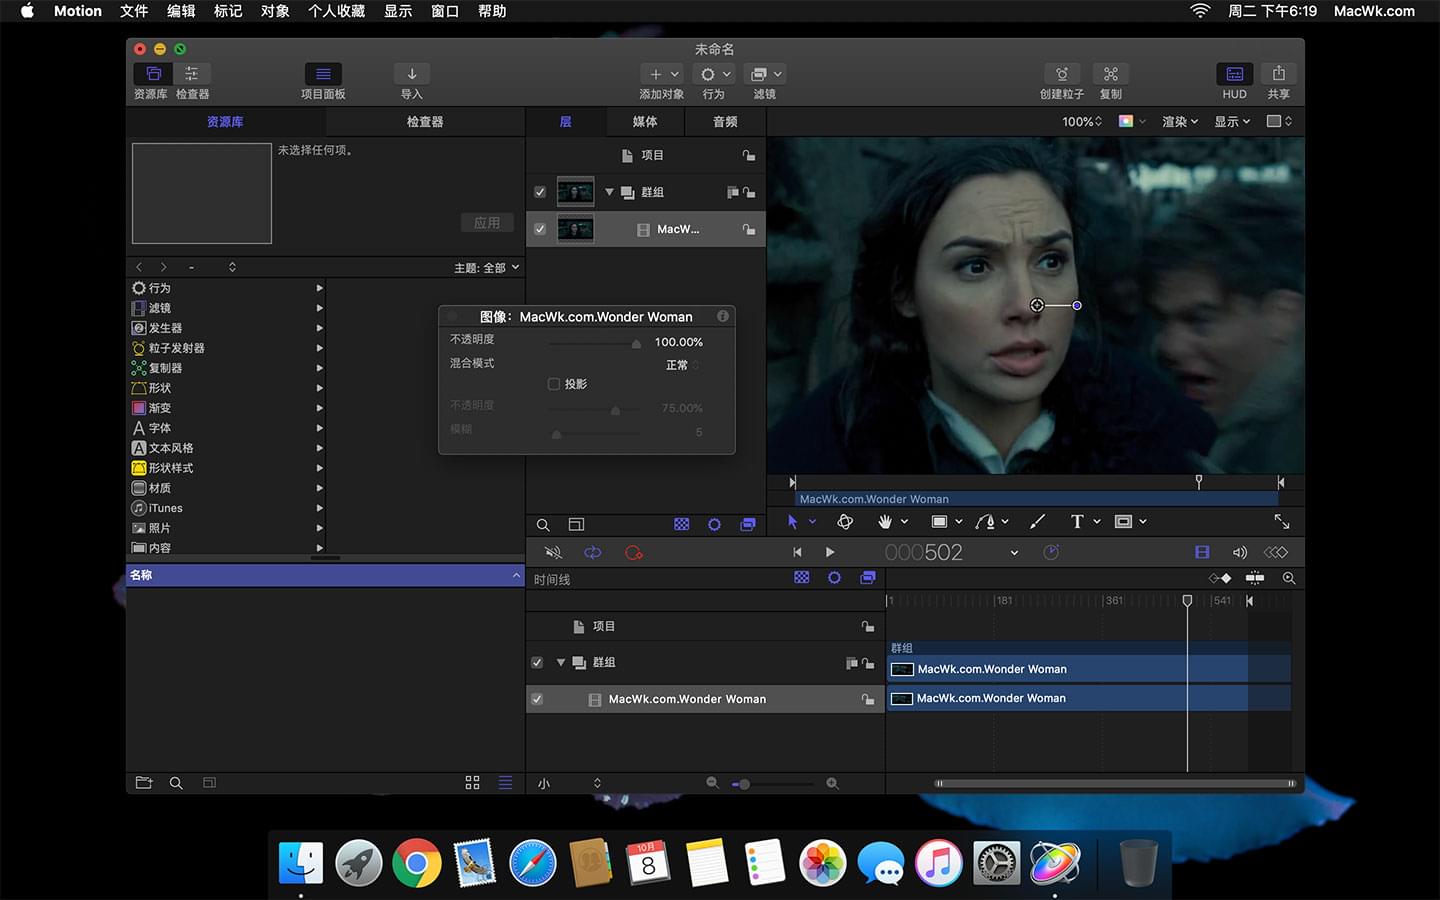 Motion 文件 编辑 标记 对象 个人收藏 显示 窗口 帮助 周二 下午6:19 MacWk.com
未命名
资源库 检查器 项目面板 导入 添加对象 行为 滤镜 创建粒子 复制 HUD 共享
资源库 检查器 层 媒体 音频 100% 渲染 显示
未选择任何项。
应用
项目
群组
MacW...
- 主题: 全部
行为
滤镜
发生器
粒子发射器
复制器
形状
渐变
字体
文本风格
形状样式
材质
iTunes
照片
内容
图像: MacWk.com.Wonder Woman
不透明度 100.00%
混合模式 正常
投影
不透明度 75.00%
模糊 5
MacWk.com.Wonder Woman
000502
名称
时间线
1 181 361 541
项目
群组
MacWk.com.Wonder Woman
群组
MacWk.com.Wonder Woman
MacWk.com.Wonder Woman
小
10月
8